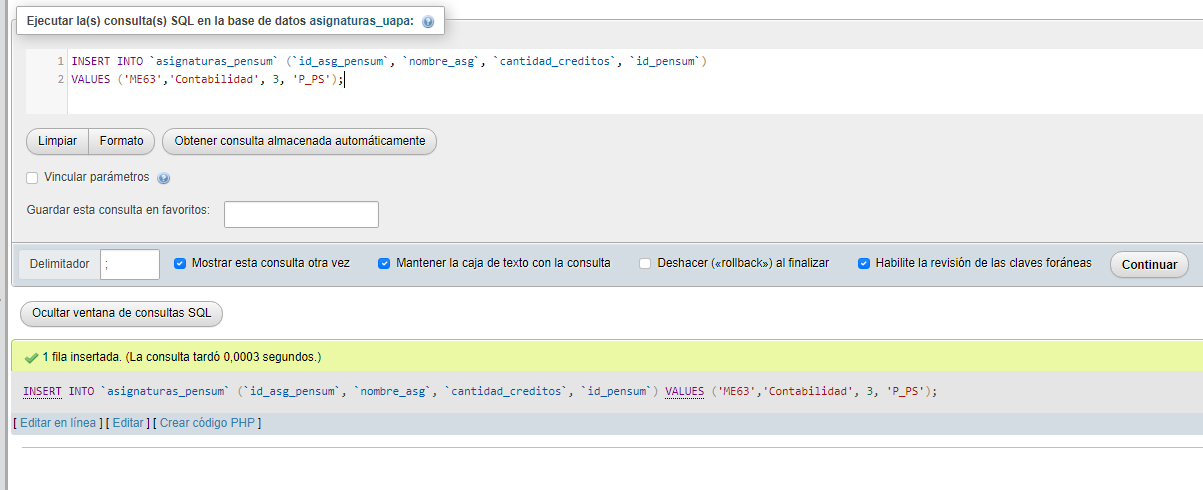 Ejecutar la(s) consulta(s) SQL en la base de datos asignaturas_uapa:
1 INSERT INTO `asignaturas_pensum` (`id_asg_pensum`, `nombre_asg`, `cantidad_creditos`, `id_pensum`)
2 VALUES ('ME63','Contabilidad', 3, 'P_PS');
Limpiar Formato Obtener consulta almacenada automáticamente
Vincular parámetros
Guardar esta consulta en favoritos:
Delimitador ; Mostrar esta consulta otra vez Mantener la caja de texto con la consulta Deshacer («rollback») al finalizar Habilite la revisión de las claves foráneas Continuar
Ocultar ventana de consultas SQL
1 fila insertada. (La consulta tardó 0,0003 segundos.)
INSERT INTO `asignaturas_pensum` (`id_asg_pensum`, `nombre_asg`, `cantidad_creditos`, `id_pensum`) VALUES ('ME63','Contabilidad', 3, 'P_PS');
[ Editar en línea ] [ Editar ] [ Crear código PHP ]